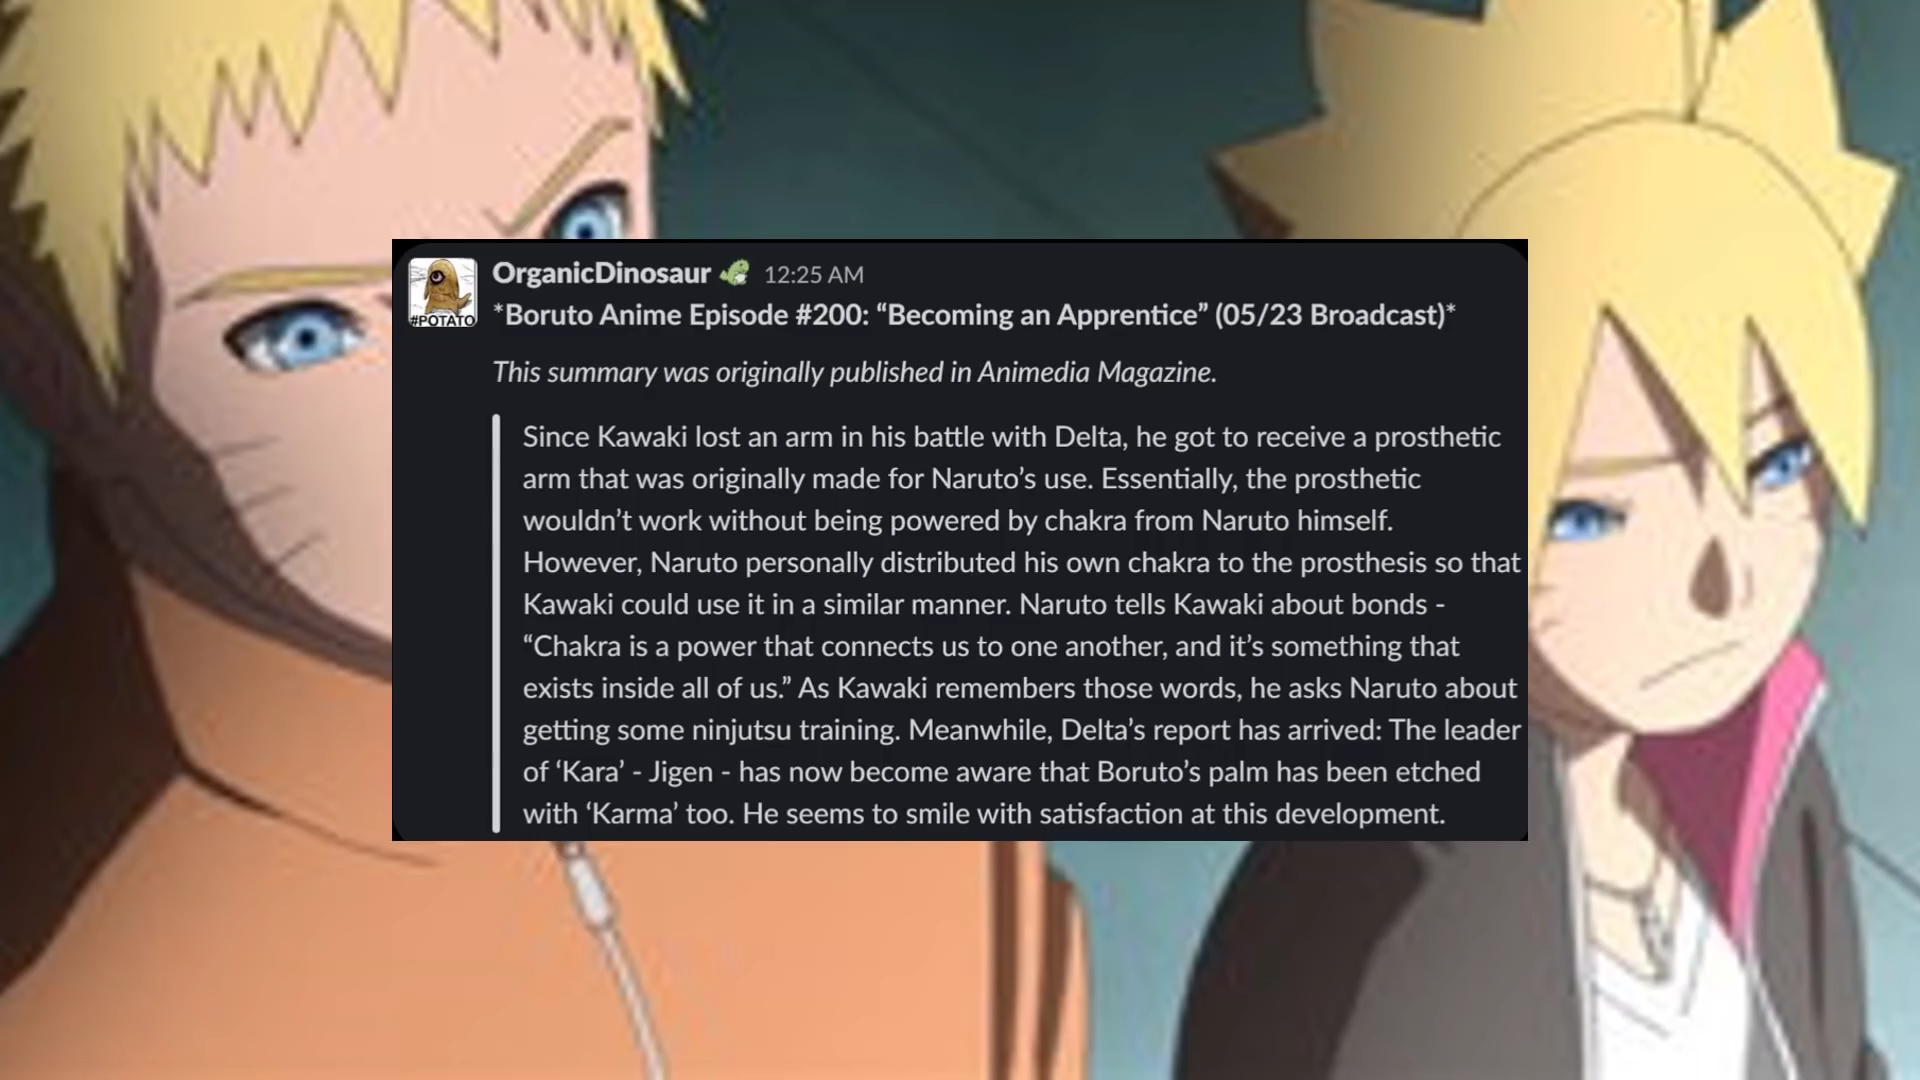 OrganicDinosaur 12:25 AM
#POTATO
*Boruto Anime Episode #200: “Becoming an Apprentice” (05/23 Broadcast)*
This summary was originally published in Animedia Magazine.
Since Kawaki lost an arm in his battle with Delta, he got to receive a prosthetic
arm that was originally made for Naruto’s use. Essentially, the prosthetic
wouldn’t work without being powered by chakra from Naruto himself.
However, Naruto personally distributed his own chakra to the prosthesis so that
Kawaki could use it in a similar manner. Naruto tells Kawaki about bonds -
“Chakra is a power that connects us to one another, and it’s something that
exists inside all of us.” As Kawaki remembers those words, he asks Naruto about
getting some ninjutsu training. Meanwhile, Delta’s report has arrived: The leader
of ‘Kara’ - Jigen - has now become aware that Boruto’s palm has been etched
with ‘Karma’ too. He seems to smile with satisfaction at this development.